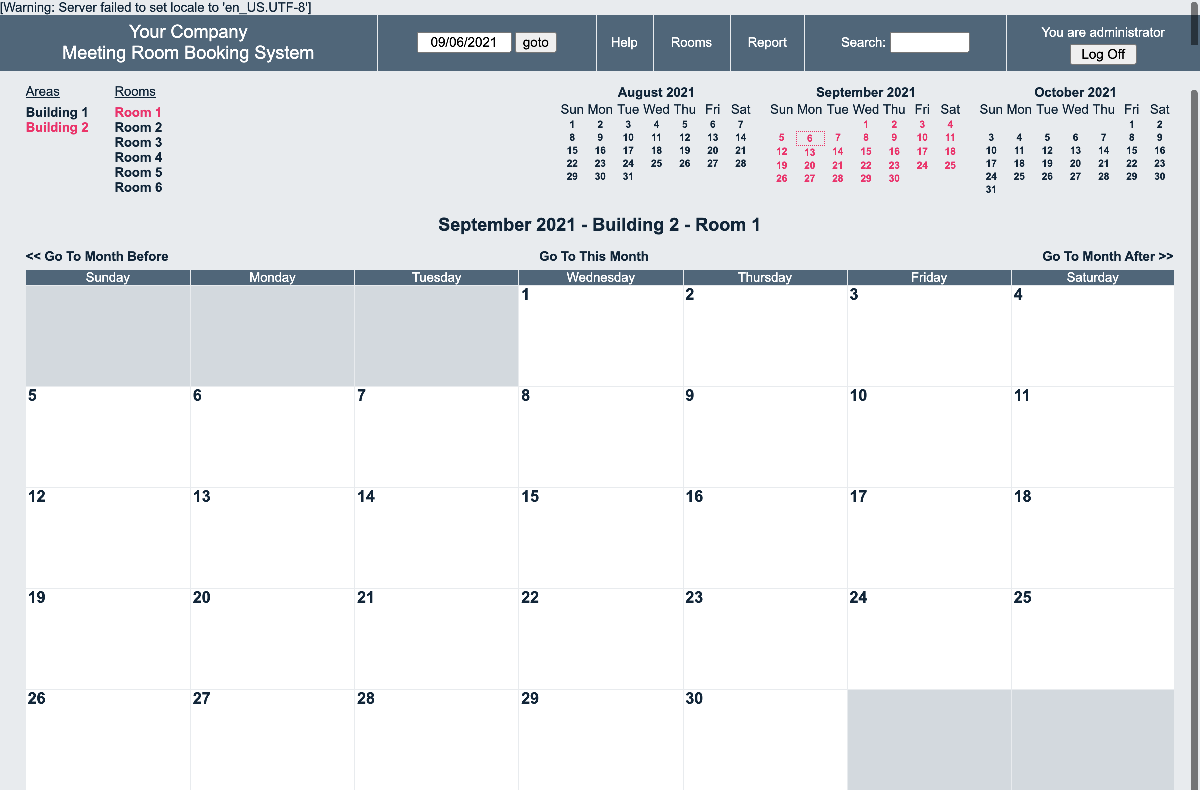 [Warning: Server failed to set locale to 'en_US.UTF-8']
Your Company
Meeting Room Booking System
09/06/2021 goto
Help
Rooms
Report
Search:
You are administrator
Log Off
Areas
Building 1
Building 2
Rooms
Room 1
Room 2
Room 3
Room 4
Room 5
Room 6
August 2021
Sun Mon Tue Wed Thu Fri Sat
1 2 3 4 5 6 7
8 9 10 11 12 13 14
15 16 17 18 19 20 21
22 23 24 25 26 27 28
29 30 31
September 2021
Sun Mon Tue Wed Thu Fri Sat
1 2 3 4
5 6 7 8 9 10 11
12 13 14 15 16 17 18
19 20 21 22 23 24 25
26 27 28 29 30
October 2021
Sun Mon Tue Wed Thu Fri Sat
1 2
3 4 5 6 7 8 9
10 11 12 13 14 15 16
17 18 19 20 21 22 23
24 25 26 27 28 29 30
31
September 2021 - Building 2 - Room 1
<< Go To Month Before Go To This Month Go To Month After >>
Sunday Monday Tuesday Wednesday Thursday Friday Saturday
1 2 3 4
5 6 7 8 9 10 11
12 13 14 15 16 17 18
19 20 21 22 23 24 25
26 27 28 29 30